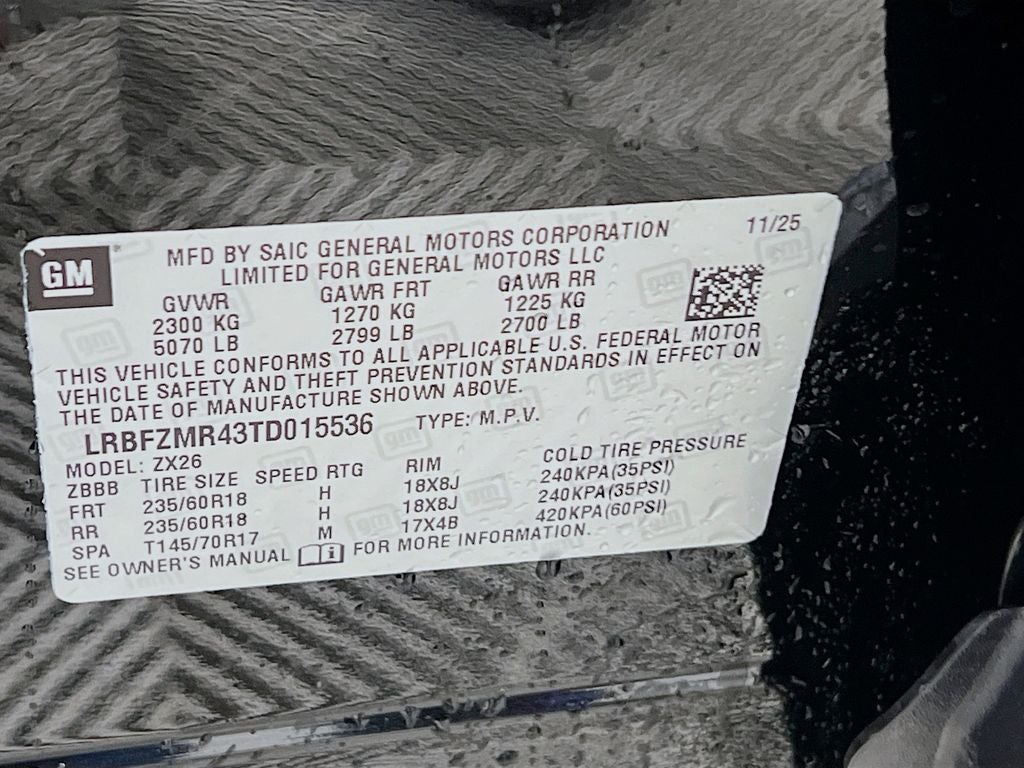 GM
MFD BY SAIC GENERAL MOTORS CORPORATION 11/25
LIMITED FOR GENERAL MOTORS LLC
GVWR GAWR FRT GAWR RR
2300 KG 1270 KG 1225 KG
5070 LB 2799 LB 2700 LB
THIS VEHICLE CONFORMS TO ALL APPLICABLE U.S. FEDERAL MOTOR
VEHICLE SAFETY AND THEFT PREVENTION STANDARDS IN EFFECT ON
THE DATE OF MANUFACTURE SHOWN ABOVE.
LRBFZMR43TD015536 TYPE: M.P.V.
MODEL: ZX26
ZBBB TIRE SIZE SPEED RTG RIM COLD TIRE PRESSURE
FRT 235/60R18 H 18X8J 240KPA(35PSI)
RR 235/60R18 H 18X8J 240KPA(35PSI)
SPA T145/70R17 M 17X4B 420KPA(60PSI)
SEE OWNER'S MANUAL FOR MORE INFORMATION.